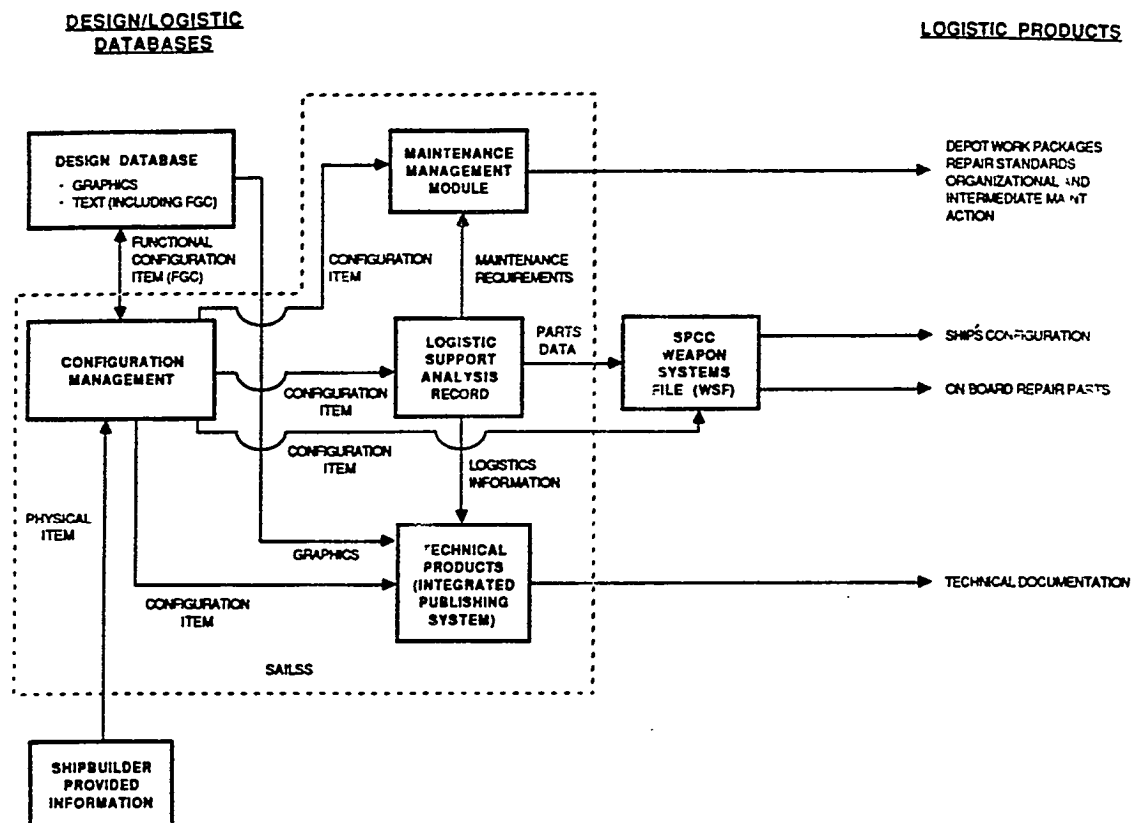 DESIGN/LOGISTIC
DATABASES
LOGISTIC PRODUCTS
DESIGN DATABASE
· GRAPHICS
· TEXT (INCLUDING FGC)
MAINTENANCE
MANAGEMENT
MODULE
DEPOT WORK PACKAGES
REPAIR STANDARDS
ORGANIZATIONAL AND
INTERMEDIATE
ACTION
FUNCTIONAL
CONFIGURATION
ITEM (FGC)
CONFIGURATION
ITEM
MAINTENANCE
REQUIREMENTS
CONFIGURATION
MANAGEMENT
LOGISTIC
SUPPORT
ANALYSIS
RECORD
PARTS
DATA
SPCC
WEAPON
SYSTEMS
FILE (WSF)
SHIP'S CONFIGURATION
ON BOARD REPAIR PARTS
CONFIGURATION
ITEM
CONFIGURATION
ITEM
LOGISTICS
INFORMATION
PHYSICAL
ITEM
GRAPHICS
TECHNICAL
PRODUCTS
(INTEGRATED
PUBLISHING
SYSTEM)
TECHNICAL DOCUMENTATION
CONFIGURATION
ITEM
SAILSS
SHIPBUILDER
PROVIDED
INFORMATION